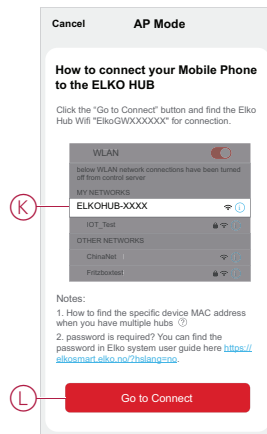 Cancel AP Mode
How to connect your Mobile Phone
to the ELKO HUB
Click the “Go to Connect” button and find the Elko
Hub Wifi "ElkoGWXXXXXX" for connection.
WLAN
below WLAN network connections have been turned
off from control server
MY NETWORKS
K
ELKOHUB-XXXX
IOT_Test
OTHER NETWORKS
ChinaNet
Fritzboxtest
Notes:
1. How to find the specific device MAC address
when you have multiple hubs ?
2. password is required? You can find the
password in Elko system user guide here https://
elkosmart.elko.no/?hslang=no.
L
Go to Connect